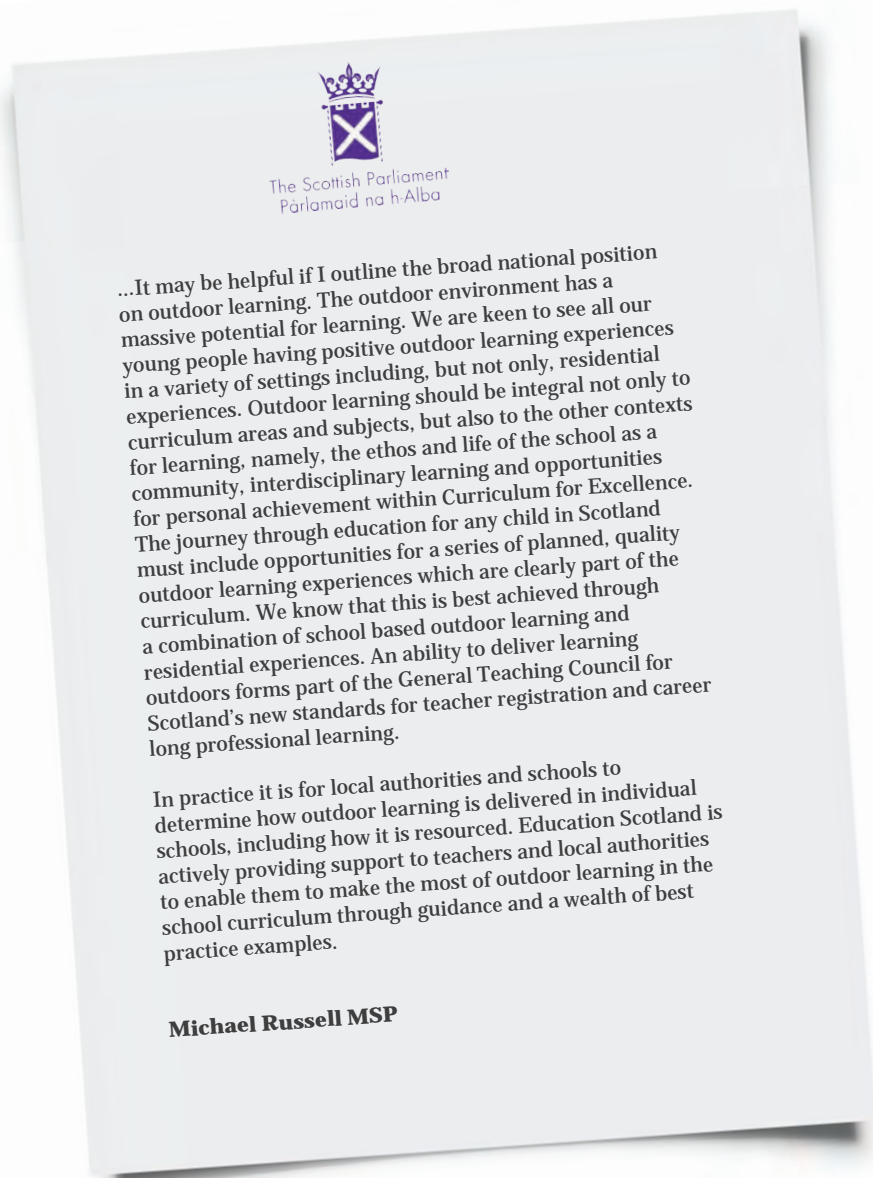 The Scottish Parliament
Pàrlamaid na h-Alba
...It may be helpful if I outline the broad national position
on outdoor learning. The outdoor environment has a
massive potential for learning. We are keen to see all our
young people having positive outdoor learning experiences
in a variety of settings including, but not only, residential
experiences. Outdoor learning should be integral not only to
curriculum areas and subjects, but also to the other contexts
for learning, namely, the ethos and life of the school as a
community, interdisciplinary learning and opportunities
for personal achievement within Curriculum for Excellence.
The journey through education for any child in Scotland
must include opportunities for a series of planned, quality
outdoor learning experiences which are clearly part of the
curriculum. We know that this is best achieved through
a combination of school based outdoor learning and
residential experiences. An ability to deliver learning
outdoors forms part of the General Teaching Council for
Scotland's new standards for teacher registration and career
long professional learning.
In practice it is for local authorities and schools to
determine how outdoor learning is delivered in individual
schools, including how it is resourced. Education Scotland is
actively providing support to teachers and local authorities
to enable them to make the most of outdoor learning in the
school curriculum through guidance and a wealth of best
practice examples.
Michael Russell MSP